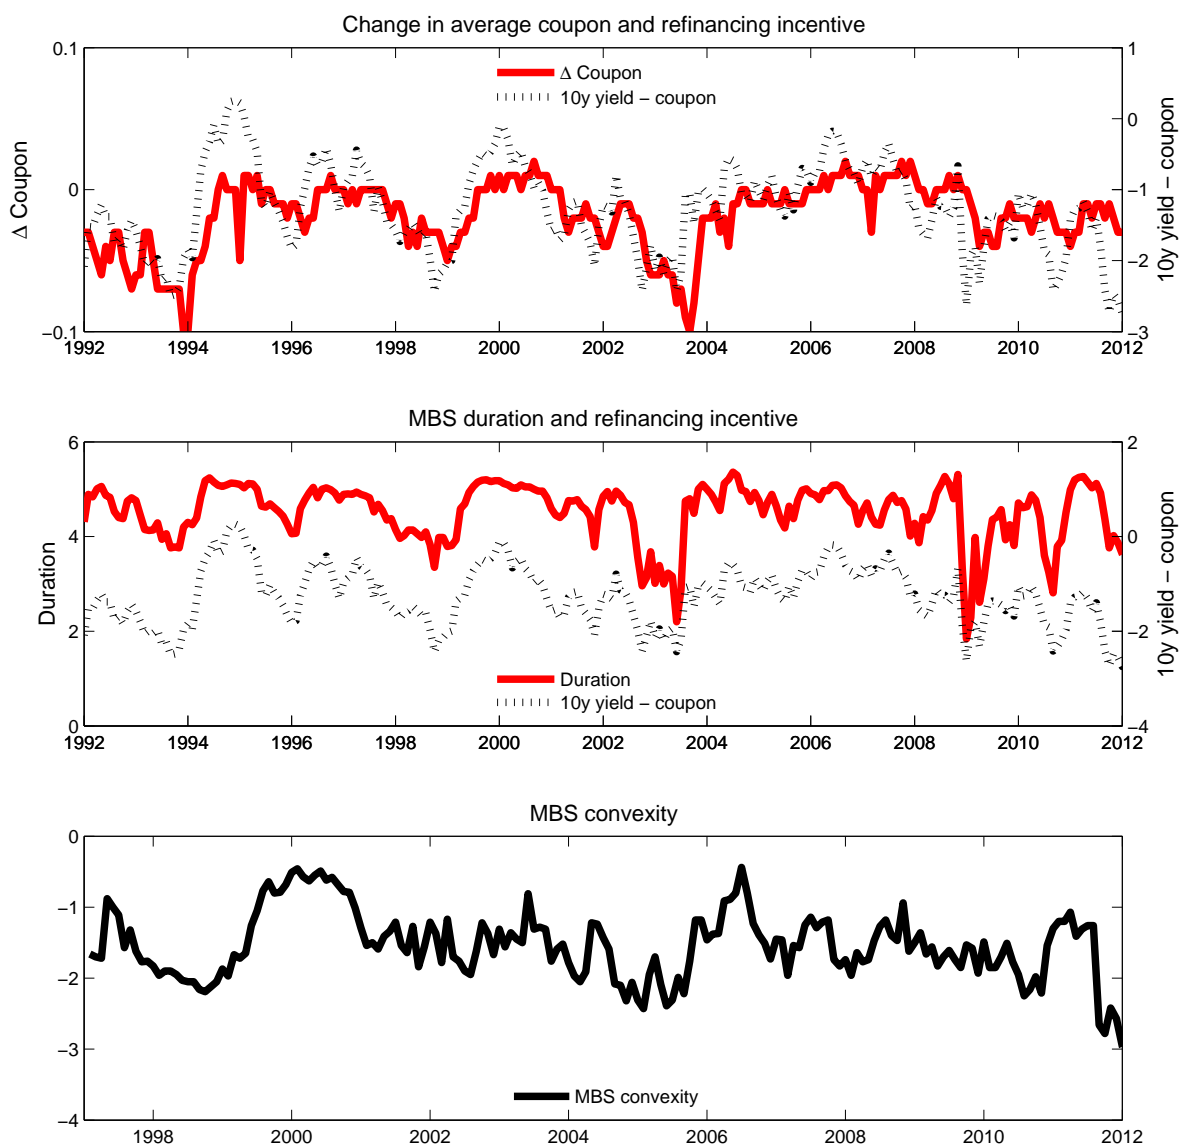 Change in average coupon and refinancing incentive
0.1
0
−0.1
Δ Coupon
Δ Coupon
10y yield − coupon
1
0
−1
−2
−3
10y yield − coupon
1992 1994 1996 1998 2000 2002 2004 2006 2008 2010 2012
MBS duration and refinancing incentive
6
4
2
0
Duration
Duration
10y yield − coupon
2
0
−2
−4
10y yield − coupon
1992 1994 1996 1998 2000 2002 2004 2006 2008 2010 2012
MBS convexity
0
−1
−2
−3
−4
MBS convexity
1998 2000 2002 2004 2006 2008 2010 2012